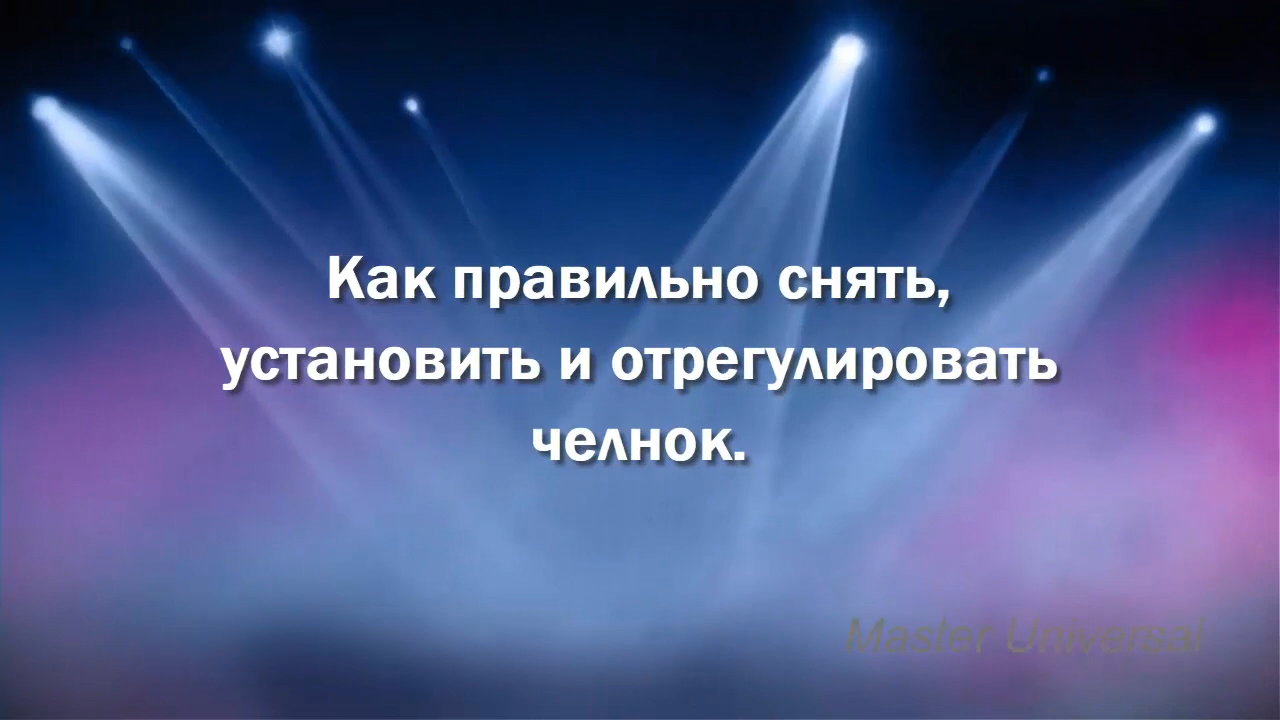 Как правильно снять,
установить и отрегулировать
челнок.
Master Universal